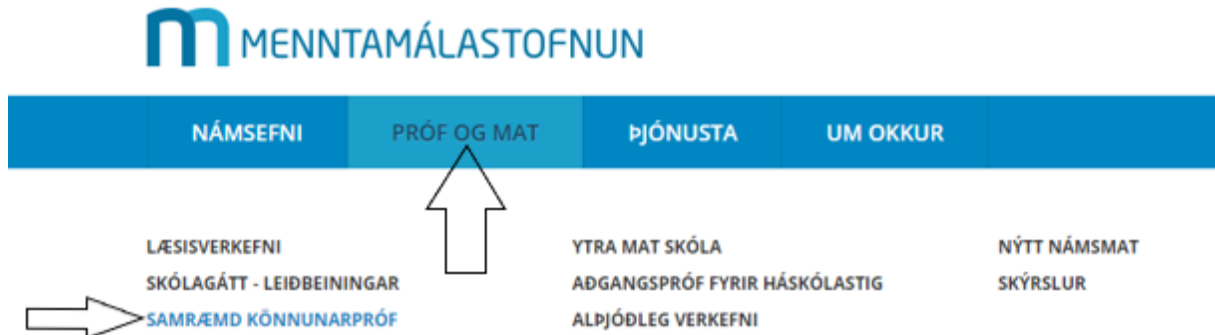 MENNTAMÁLASTOFNUN
NÁMSEFNI PRÓF OG MAT ÞJÓNUSTA UM OKKUR
LÆSISVERKEFNI YTRA MAT SKÓLA NÝTT NÁMSMAT
SKÓLAGÁTT - LEIÐBEININGAR AÐGANGSPRÓF FYRIR HÁSKÓLASTIG SKÝRSLUR
SAMRÆMD KÖNNUNARPRÓF ALÞJÓÐLEG VERKEFNI